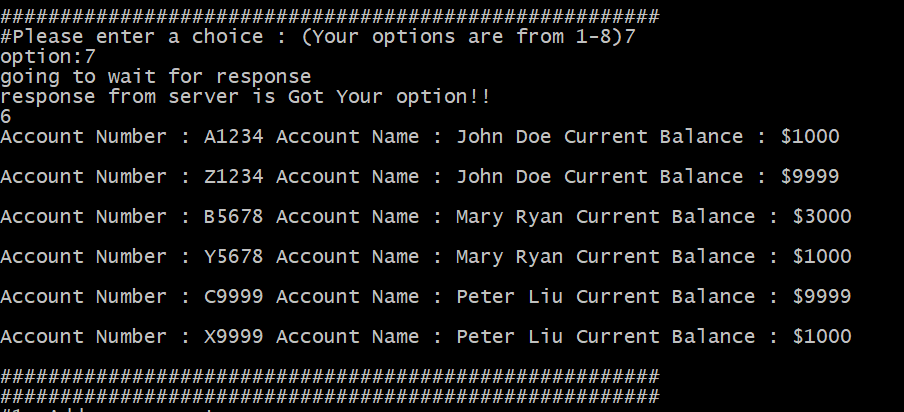 #######################################################
#Please enter a choice : (Your options are from 1-8)7
option:7
going to wait for response
response from server is Got Your option!!
6
Account Number : A1234 Account Name : John Doe Current Balance : $1000
Account Number : Z1234 Account Name : John Doe Current Balance : $9999
Account Number : B5678 Account Name : Mary Ryan Current Balance : $3000
Account Number : Y5678 Account Name : Mary Ryan Current Balance : $1000
Account Number : C9999 Account Name : Peter Liu Current Balance : $9999
Account Number : X9999 Account Name : Peter Liu Current Balance : $1000
#######################################################
#######################################################